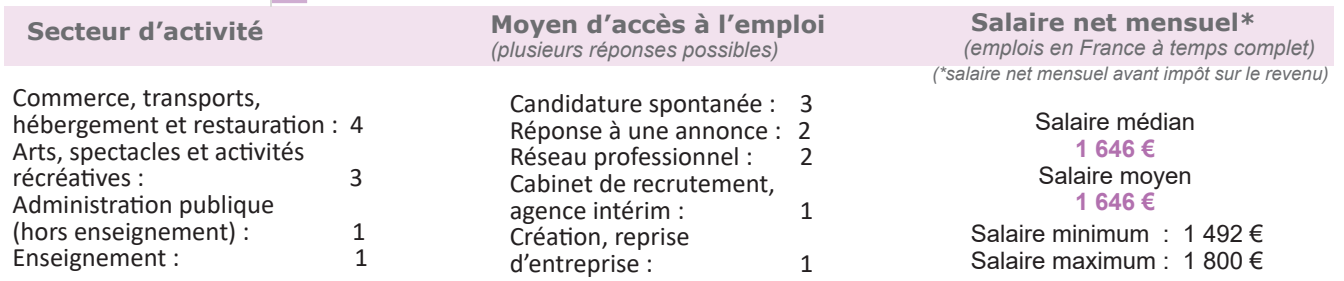 Secteur d’activité
Commerce, transports,
hébergement et restauration : 4
Arts, spectacles et activités
récréatives : 3
Administration publique
(hors enseignement) : 1
Enseignement : 1
Moyen d’accès à l’emploi
(plusieurs réponses possibles)
Candidature spontanée : 3
Réponse à une annonce : 2
Réseau professionnel : 2
Cabinet de recrutement,
agence intérim : 1
Création, reprise
d’entreprise : 1
Salaire net mensuel*
(emplois en France à temps complet)
(*salaire net mensuel avant impôt sur le revenu)
Salaire médian
1 646 €
Salaire moyen
1 646 €
Salaire minimum : 1 492 €
Salaire maximum : 1 800 €